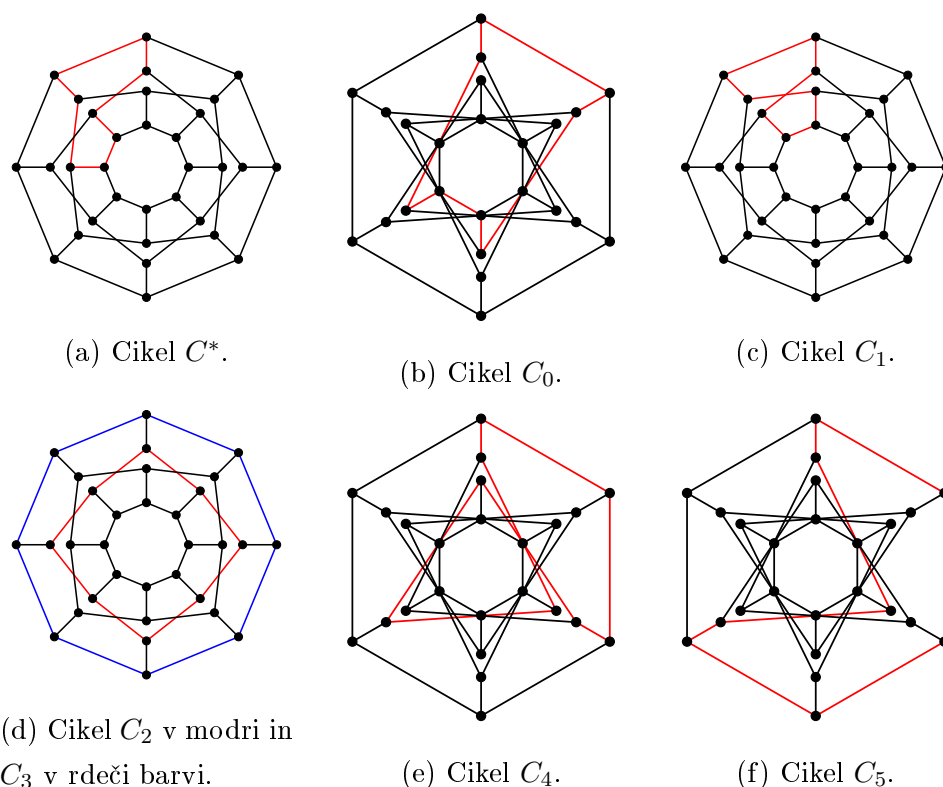 (a) Cikel C*.
(b) Cikel C₀.
(c) Cikel C₁.
(d) Cikel C₂ v modri in
C₃ v rdeči barvi.
(e) Cikel C₄.
(f) Cikel C₅.